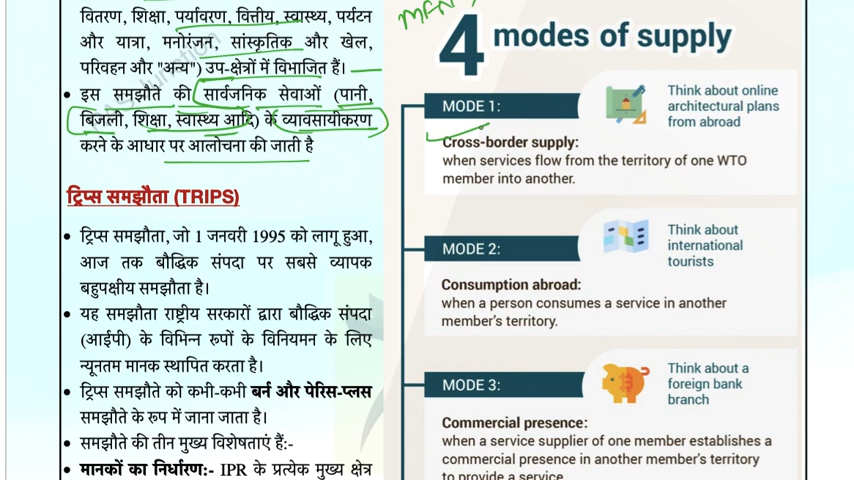 वितरण, शिक्षा, पर्यावरण, वित्तीय, स्वास्थ्य, पर्यटन
और यात्रा, मनोरंजन, सांस्कृतिक और खेल,
परिवहन और "अन्य") उप-क्षेत्रों में विभाजित हैं।
इस समझौते की सार्वजनिक सेवाओं (पानी,
बिजली, शिक्षा, स्वास्थ्य आदि) के व्यावसायीकरण
करने के आधार पर आलोचना की जाती है
ट्रिप्स समझौता (TRIPS)
ट्रिप्स समझौता, जो 1 जनवरी 1995 को लागू हुआ,
आज तक बौद्धिक संपदा पर सबसे व्यापक
बहुपक्षीय समझौता है।
यह समझौता राष्ट्रीय सरकारों द्वारा बौद्धिक संपदा
(आईपी) के विभिन्न रूपों के विनियमन के लिए
न्यूनतम मानक स्थापित करता है।
ट्रिप्स समझौते को कभी-कभी बर्न और पेरिस-प्लस
समझौते के रूप में जाना जाता है।
समझौते की तीन मुख्य विशेषताएं हैं:-
मानकों का निर्धारण:- IPR के प्रत्येक मुख्य क्षेत्र
MFN
4 modes of supply
MODE 1:
Think about online
architectural plans
from abroad
Cross-border supply:
when services flow from the territory of one WTO
member into another.
MODE 2:
Think about
international
tourists
Consumption abroad:
when a person consumes a service in another
member's territory.
MODE 3:
Think about a
foreign bank
branch
Commercial presence:
when a service supplier of one member establishes a
commercial presence in another member's territory
to provide a service.